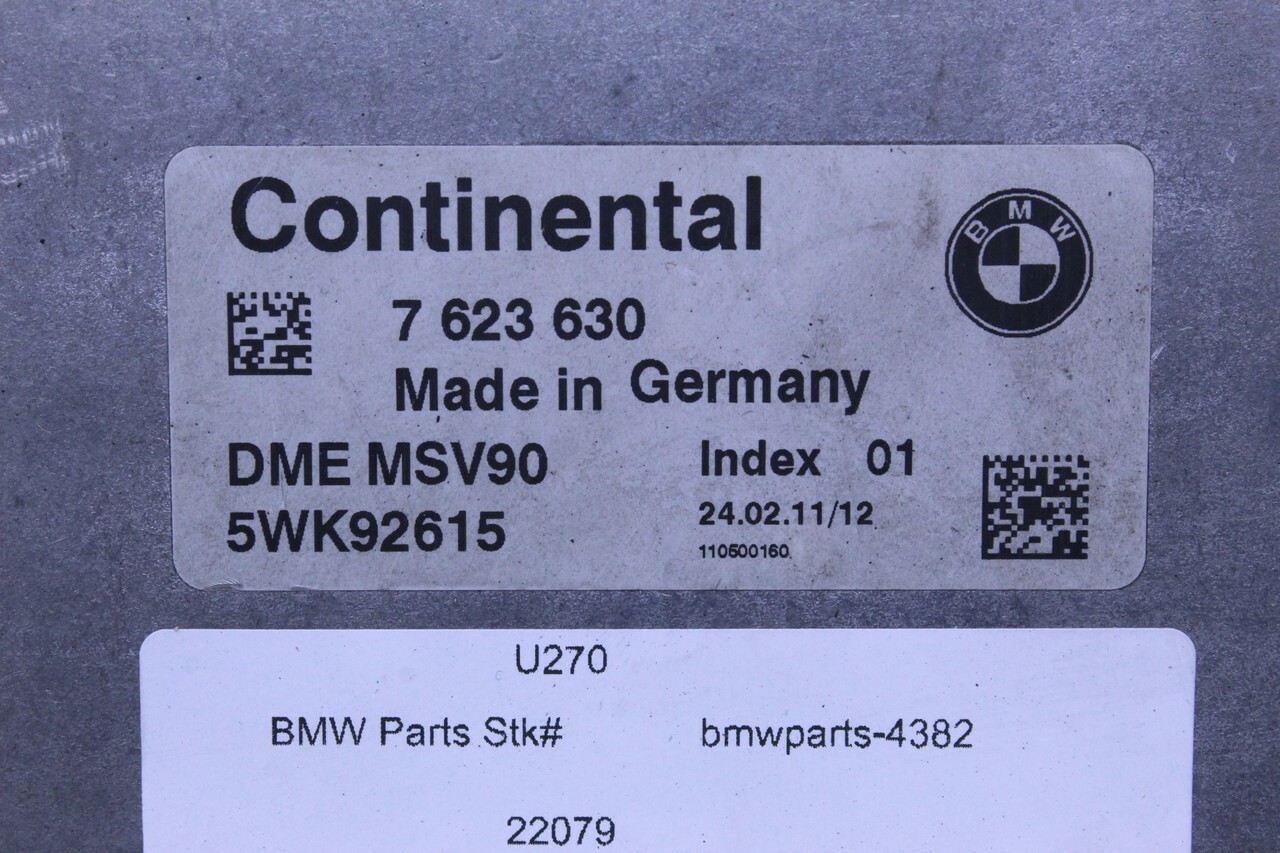 Continental
BMW
7 623 630
Made in Germany
DME MSV90 Index 01
5WK92615 24.02.11/12
110500160
U270
BMW Parts Stk# bmwparts-4382
22079